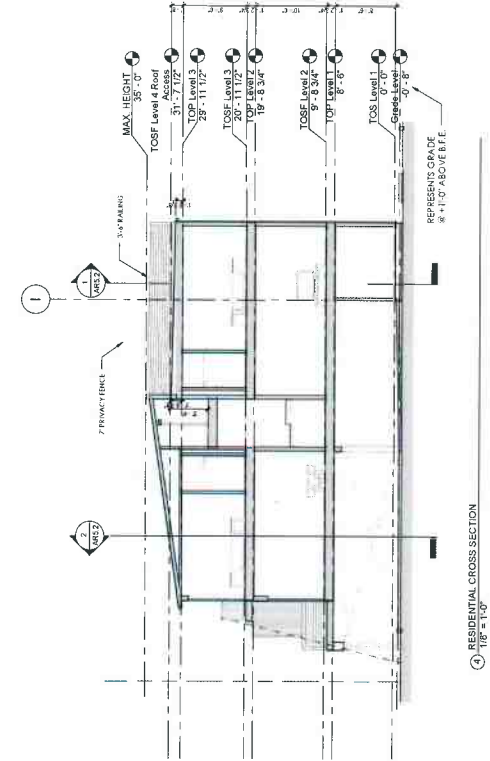 MAX. HEIGHT
35' - 0"
TOSF Level 4 Roof
Access
31' - 7 1/2"
TOP Level 3
29' - 11 1/2"
TOSF Level 3
20' - 11 1/2"
TOP Level 2
19' - 8 3/4"
TOSF Level 2
9' - 8 3/4"
TOP Level 1
8' - 6"
TOS Level 1
0' - 0"
Grade Level
-0' - 8"
REPRESENTS GRADE
@ +1'-0" ABOVE B.F.E.
3'-6" RAILING
1
1
AR5.2
7' PRIVACY FENCE
2
AR5.2
4 RESIDENTIAL CROSS SECTION
1/8" = 1'-0"